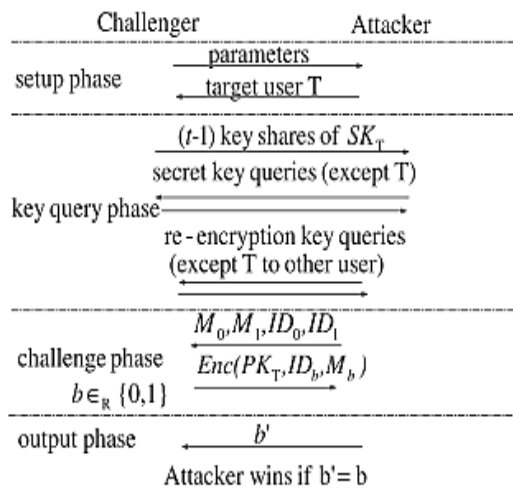 Challenger Attacker
parameters
setup phase
target user T
(t-1) key shares of SK_T
secret key queries (except T)
key query phase
re-encryption key queries
(except T to other user)
M_0,M_1,ID_0,ID_1
challenge phase
Enc(PK_T,ID_b,M_b)
b∈_R {0,1}
output phase
b'
Attacker wins if b'= b